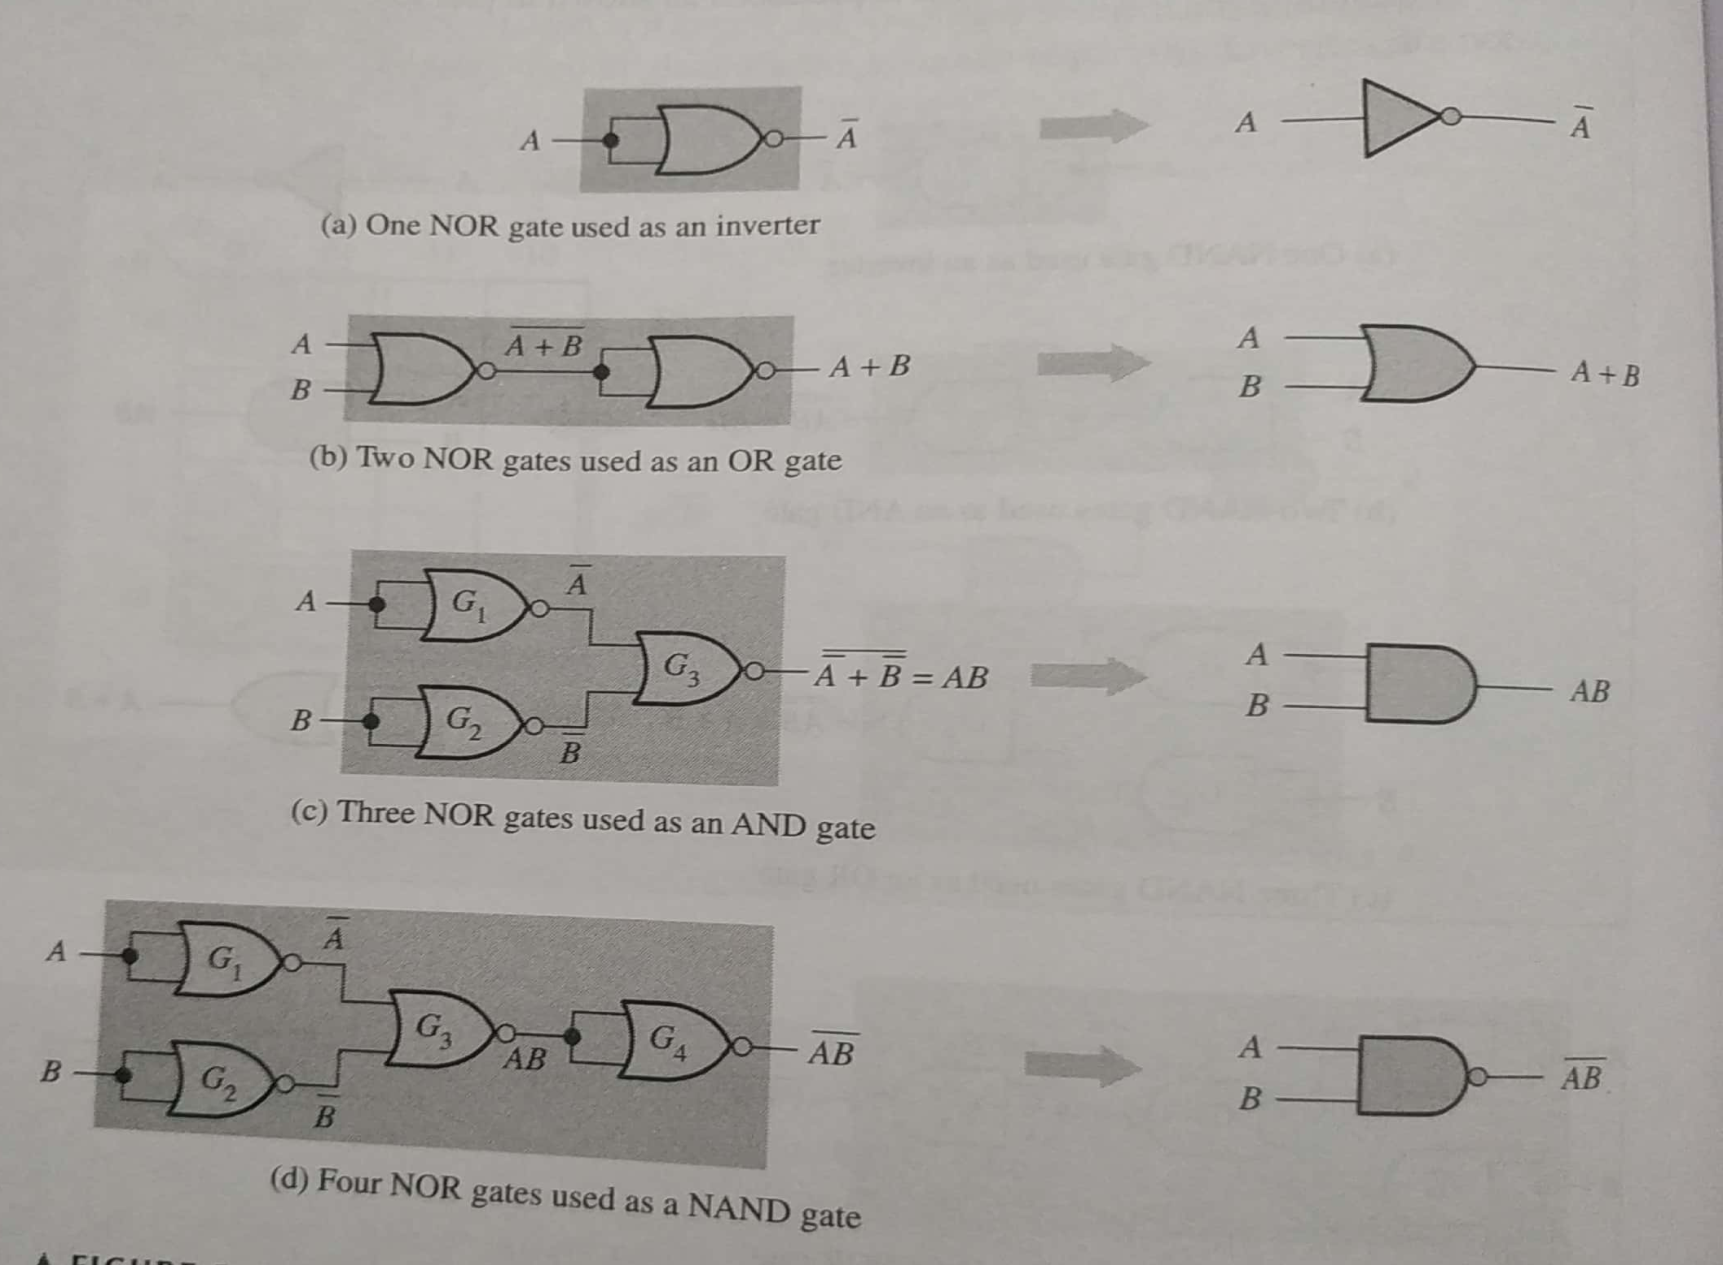 A A̅ A A̅
(a) One NOR gate used as an inverter
A B A̅ ̅+̅ ̅B̅ A + B A B A + B
(b) Two NOR gates used as an OR gate
A G₁ A̅
B G₂ B̅
G₃ A̿ ̅+̅ ̅B̿ = AB
A B AB
(c) Three NOR gates used as an AND gate
A G₁ A̅
B G₂ B̅
G₃ AB G₄ A̅B̅
A B A̅B̅
(d) Four NOR gates used as a NAND gate